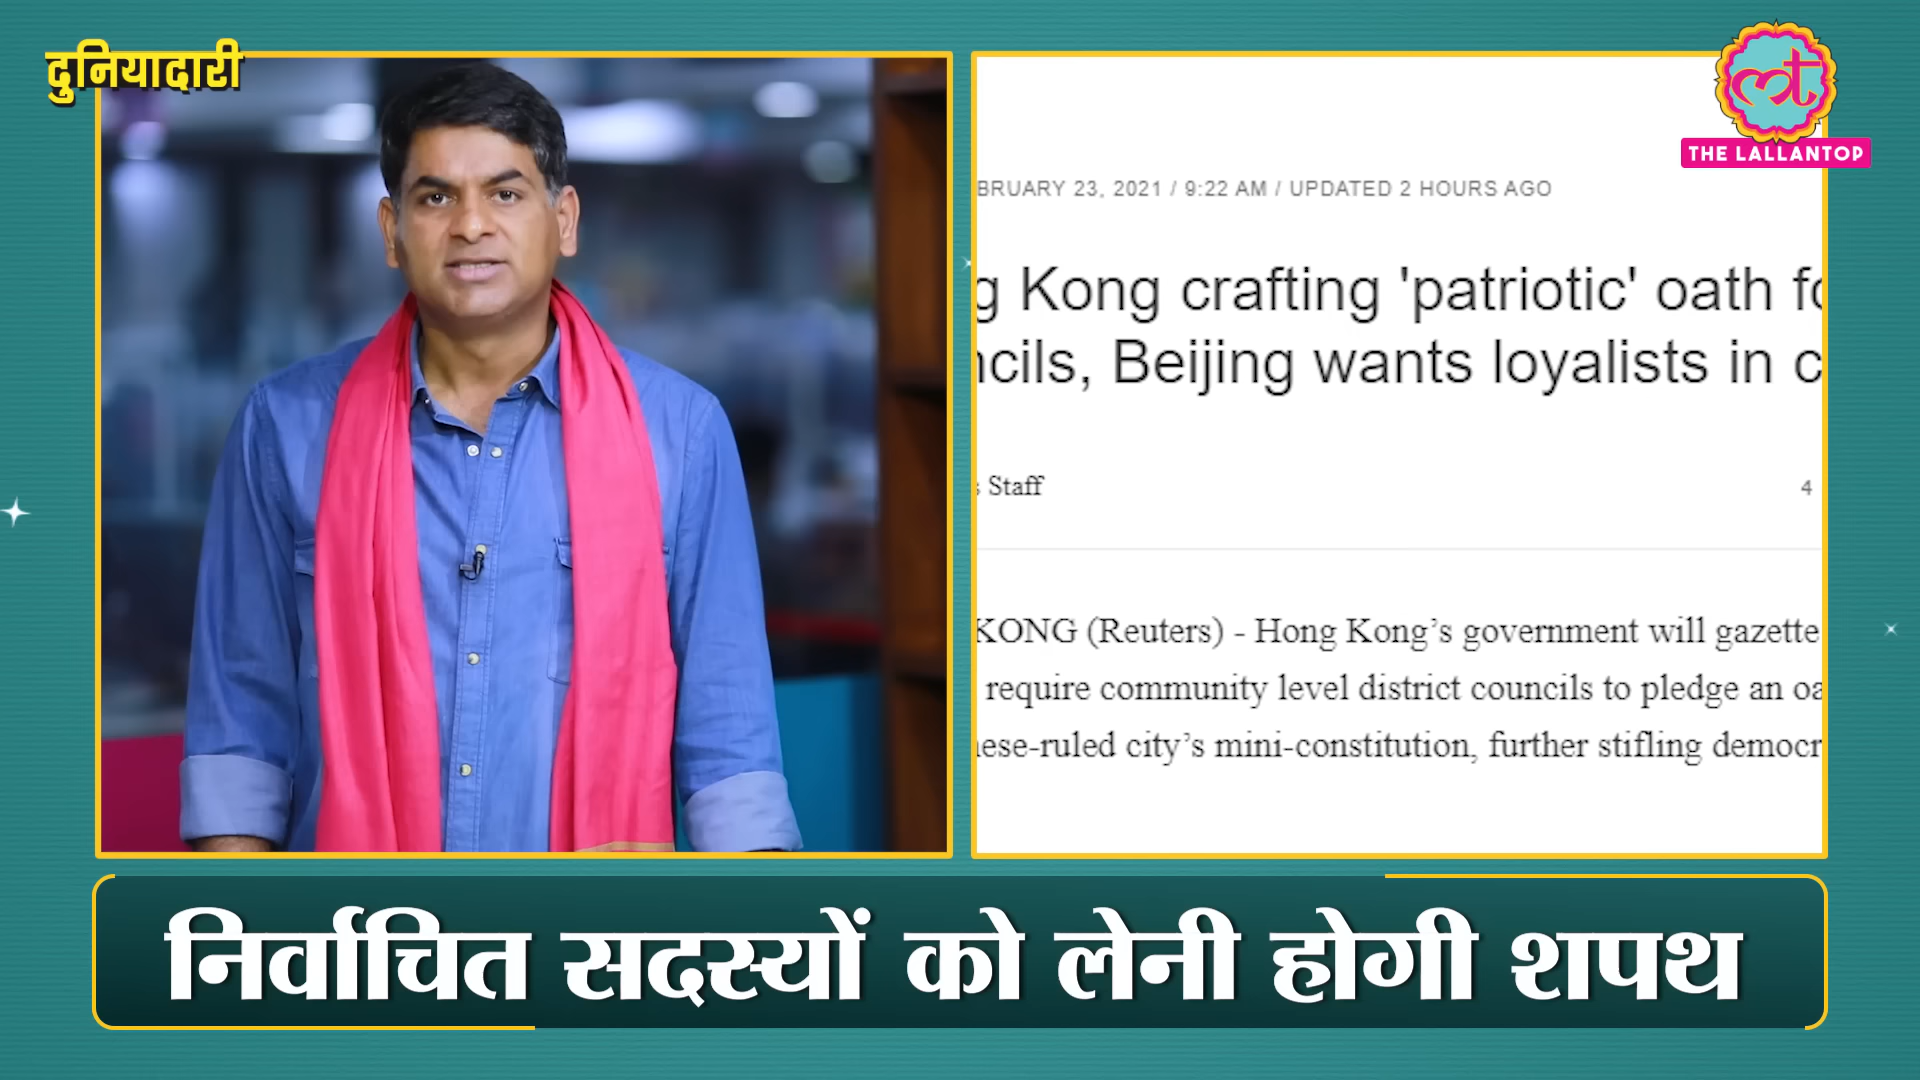 दुनियादारी
THE LALLANTOP
BRUARY 23, 2021 / 9:22 AM / UPDATED 2 HOURS AGO
g Kong crafting 'patriotic' oath fo
ncils, Beijing wants loyalists in c
s Staff
4
KONG (Reuters) - Hong Kong’s government will gazette
require community level district councils to pledge an oa
nese-ruled city’s mini-constitution, further stifling democr
निर्वाचित सदस्यों को लेनी होगी शपथ